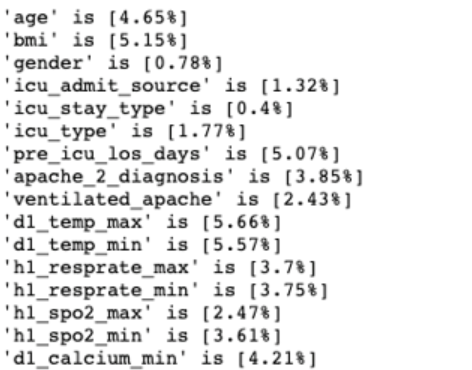 'age' is [4.65%]
'bmi' is [5.15%]
'gender' is [0.78%]
'icu_admit_source' is [1.32%]
'icu_stay_type' is [0.4%]
'icu_type' is [1.77%]
'pre_icu_los_days' is [5.07%]
'apache_2_diagnosis' is [3.85%]
'ventilated_apache' is [2.43%]
'd1_temp_max' is [5.66%]
'd1_temp_min' is [5.57%]
'h1_resprate_max' is [3.7%]
'h1_resprate_min' is [3.75%]
'h1_spo2_max' is [2.47%]
'h1_spo2_min' is [3.61%]
'd1_calcium_min' is [4.21%]